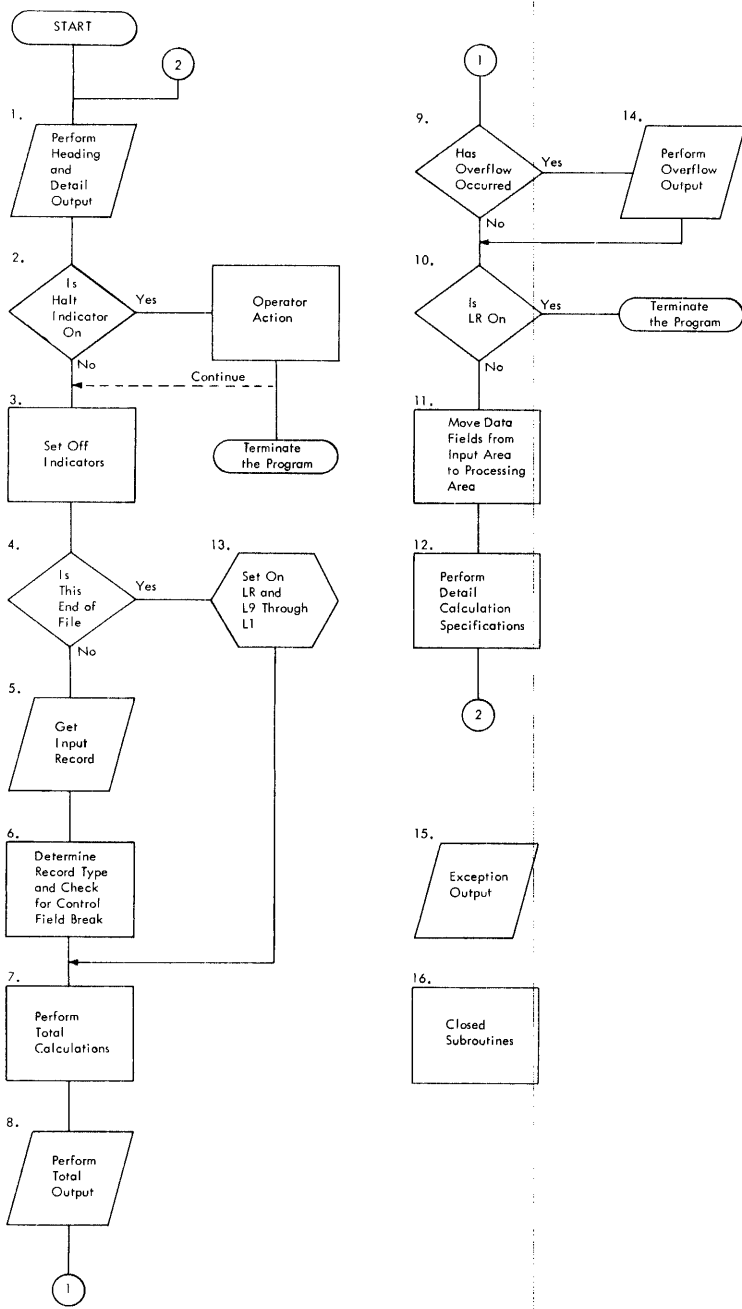 START
2
1.
Perform
Heading
and
Detail
Output
2.
Is
Halt
Indicator
On
Yes
Operator
Action
No
Continue
3.
Set Off
Indicators
Terminate
the Program
4.
Is
This
End of
File
Yes
13.
Set On
LR and
L9 Through
L1
No
5.
Get
Input
Record
6.
Determine
Record Type
and Check
for Control
Field Break
7.
Perform
Total
Calculations
8.
Perform
Total
Output
1
1
9.
Has
Overflow
Occurred
Yes
14.
Perform
Overflow
Output
No
10.
Is
LR On
Yes
Terminate
the Program
No
11.
Move Data
Fields from
Input Area
to Processing
Area
12.
Perform
Detail
Calculation
Specifications
2
15.
Exception
Output
16.
Closed
Subroutines